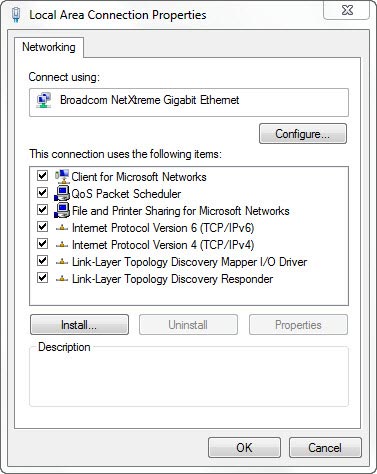 Local Area Connection Properties
Networking
Connect using:
Broadcom NetXtreme Gigabit Ethernet
Configure...
This connection uses the following items:
Client for Microsoft Networks
QoS Packet Scheduler
File and Printer Sharing for Microsoft Networks
Internet Protocol Version 6 (TCP/IPv6)
Internet Protocol Version 4 (TCP/IPv4)
Link-Layer Topology Discovery Mapper I/O Driver
Link-Layer Topology Discovery Responder
Install... Uninstall Properties
Description
OK Cancel